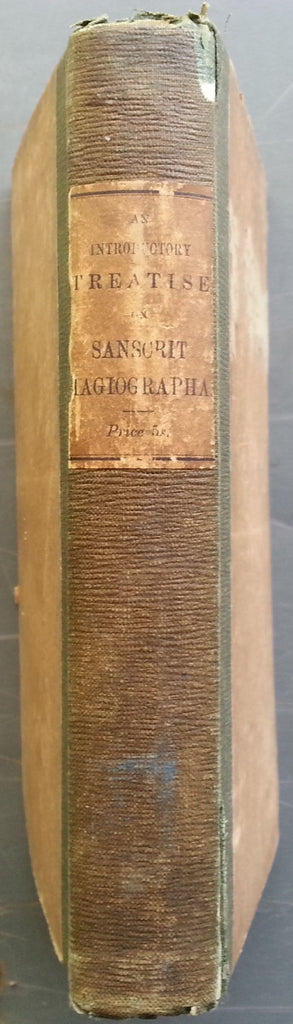 AN
INTRODUCTORY
TREATISE
ON
SANSCRIT
HAGIOGRAPHA
Price 5s.